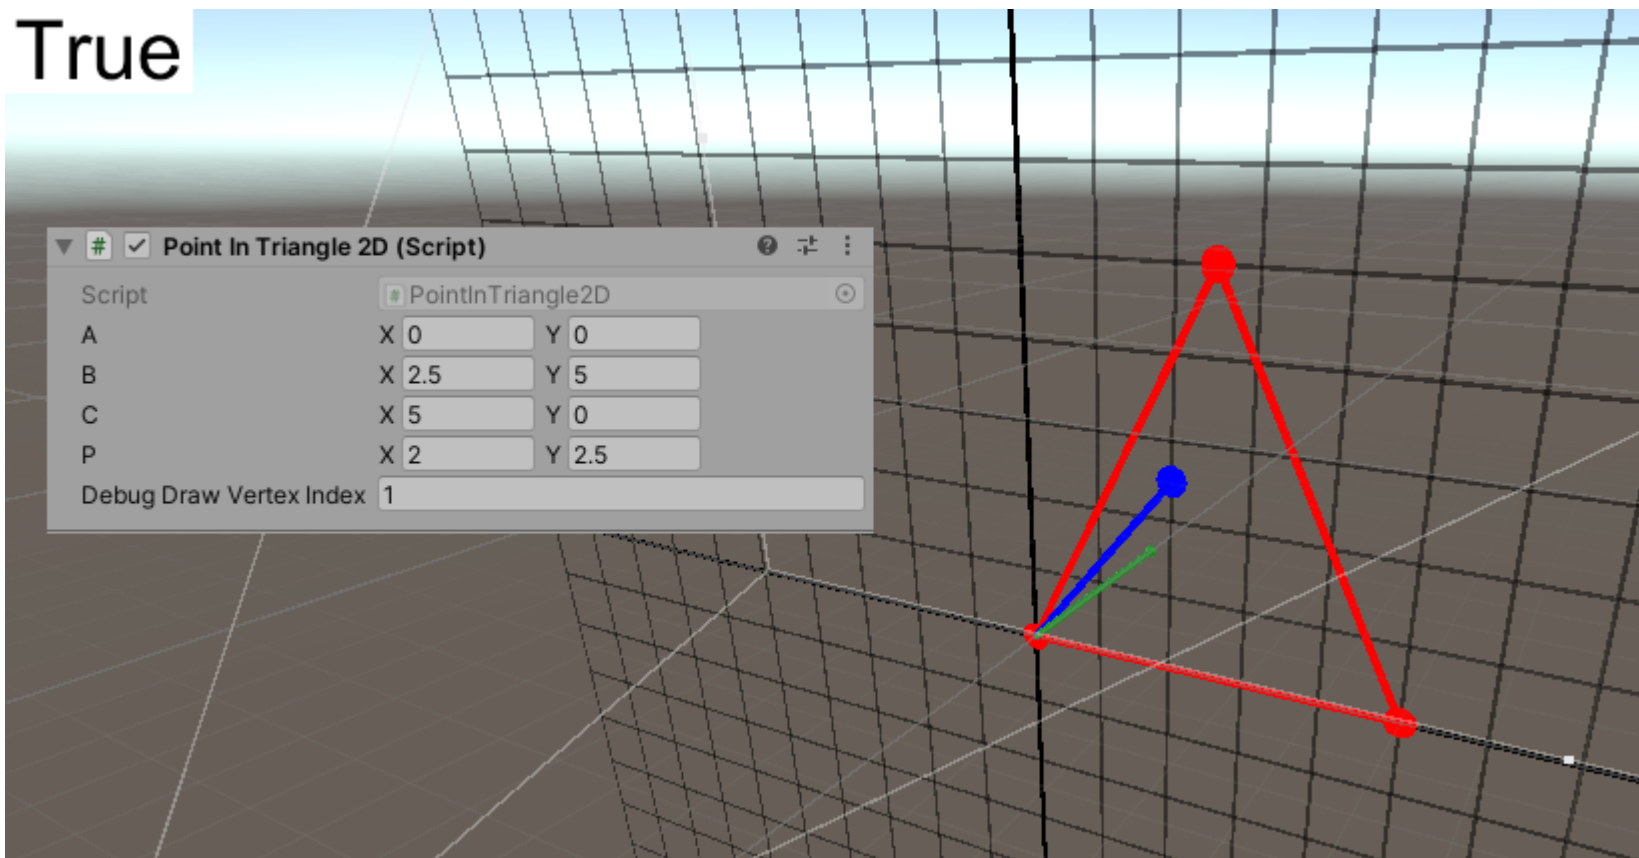 True
# Point In Triangle 2D (Script)
Script # PointInTriangle2D
A X 0 Y 0
B X 2.5 Y 5
C X 5 Y 0
P X 2 Y 2.5
Debug Draw Vertex Index 1